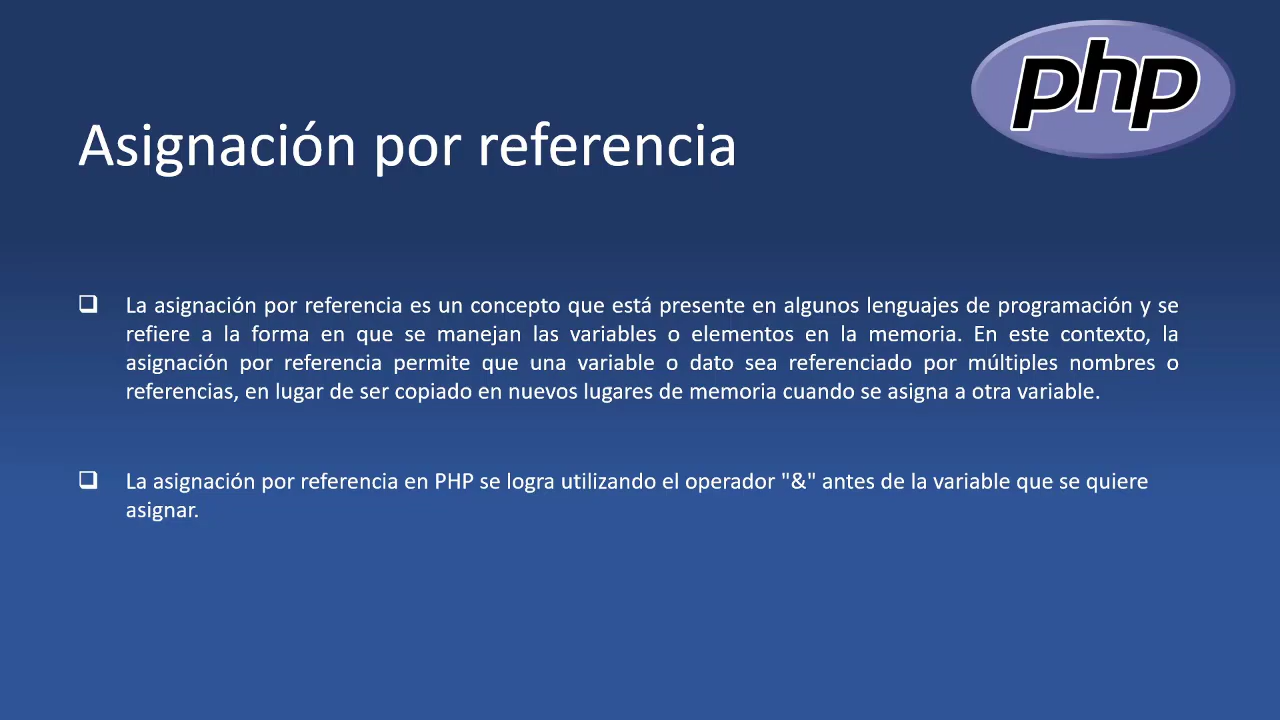 php
Asignación por referencia
La asignación por referencia es un concepto que está presente en algunos lenguajes de programación y se
refiere a la forma en que se manejan las variables o elementos en la memoria. En este contexto, la
asignación por referencia permite que una variable o dato sea referenciado por múltiples nombres o
referencias, en lugar de ser copiado en nuevos lugares de memoria cuando se asigna a otra variable.
La asignación por referencia en PHP se logra utilizando el operador "&" antes de la variable que se quiere
asignar.